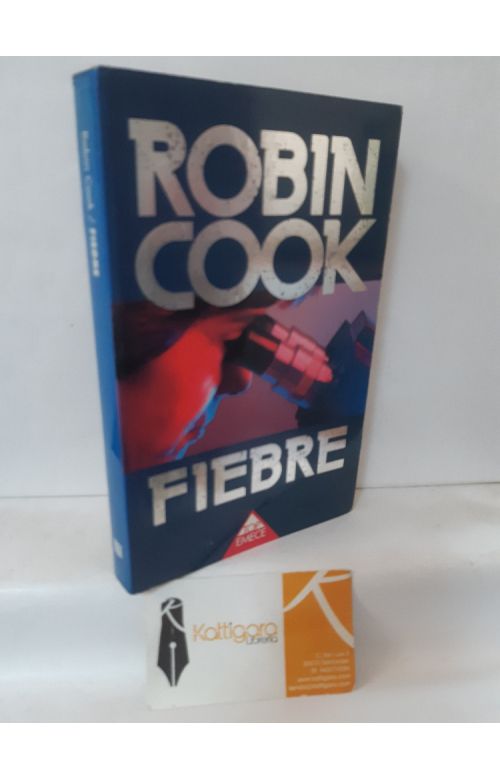 Robin Cook / FIEBRE
ROBIN
COOK
FIEBRE
EMECÉ
Kattigara
Librería